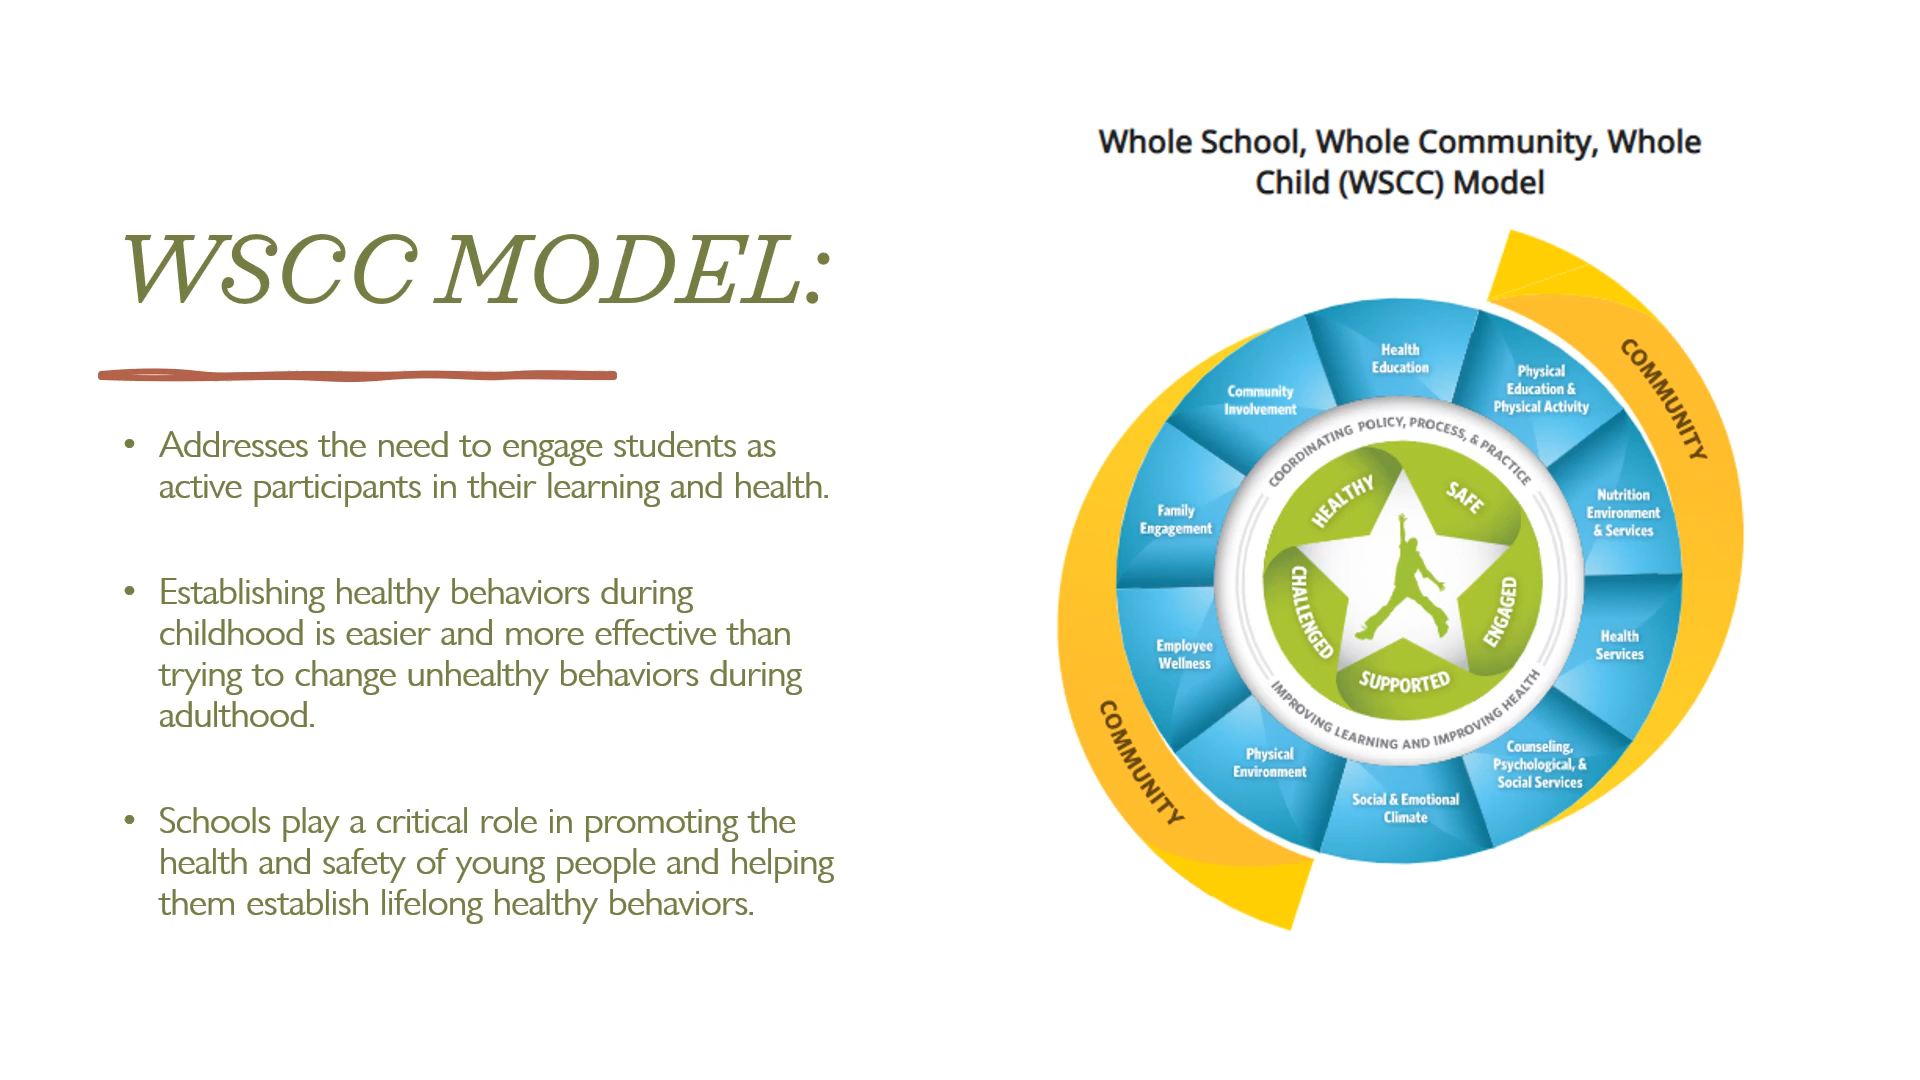 WSCC MODEL:
• Addresses the need to engage students as
active participants in their learning and health.
• Establishing healthy behaviors during
childhood is easier and more effective than
trying to change unhealthy behaviors during
adulthood.
• Schools play a critical role in promoting the
health and safety of young people and helping
them establish lifelong healthy behaviors.
Whole School, Whole Community, Whole
Child (WSCC) Model
COMMUNITY
Health
Education
Physical
Education &
Physical Activity
Nutrition
Environment
& Services
Health
Services
Counseling,
Psychological, &
Social Services
Social & Emotional
Climate
Physical
Environment
Employee
Wellness
Family
Engagement
Community
Involvement
COORDINATING POLICY, PROCESS, & PRACTICE
IMPROVING LEARNING AND IMPROVING HEALTH
HEALTHY
SAFE
ENGAGED
SUPPORTED
CHALLENGED
COMMUNITY